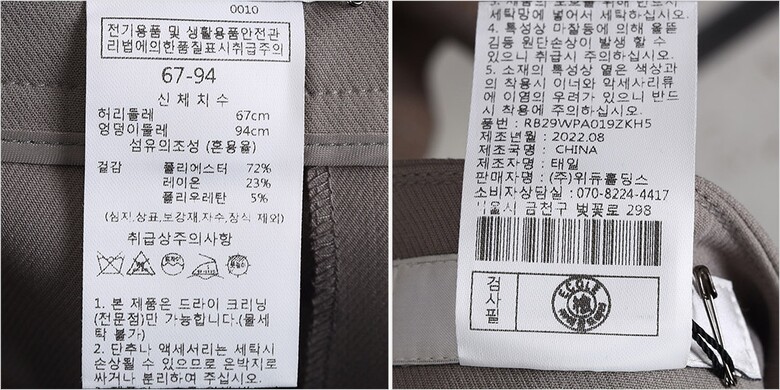 0010
전기용품 및 생활용품안전관
리법에의한품질표시취급주의
67-94
신체치수
허리둘레 67cm
엉덩이둘레 94cm
섬유의조성 (혼용율)
겉감 폴리에스터 72%
레이온 23%
폴리우레탄 5%
(심지,상표,보강재,자수,장식 제외)
취급상주의사항
1. 본 제품은 드라이 크리닝
(전문점)만 가능합니다.(물세
탁 불가)
2. 단추나 액세서리는 세탁시
손상될 수 있으므로 은박지로
싸거나 분리하여 주십시오.
세탁망에 넣어서 세탁하십시오.
4. 특성상 마찰등에 의해 올뜯
김등 원단손상이 발생 할 수
있으니 취급시 주의하십시오.
5. 소재의 특성상 옅은 색상과
의 착용시 이너와 악세사리류
에 이염의 우려가 있으니 반드
시 착용에 주의하십시오.
품번 : RB29WPA019ZKH5
제조년월 : 2022.08
제조국명 : CHINA
제조자명 : 태일
판매자명 : (주)위듀홀딩스
소비자상담실 : 070-8224-4417
서울시 금천구 벚꽃로 298
검사필
ECOLE